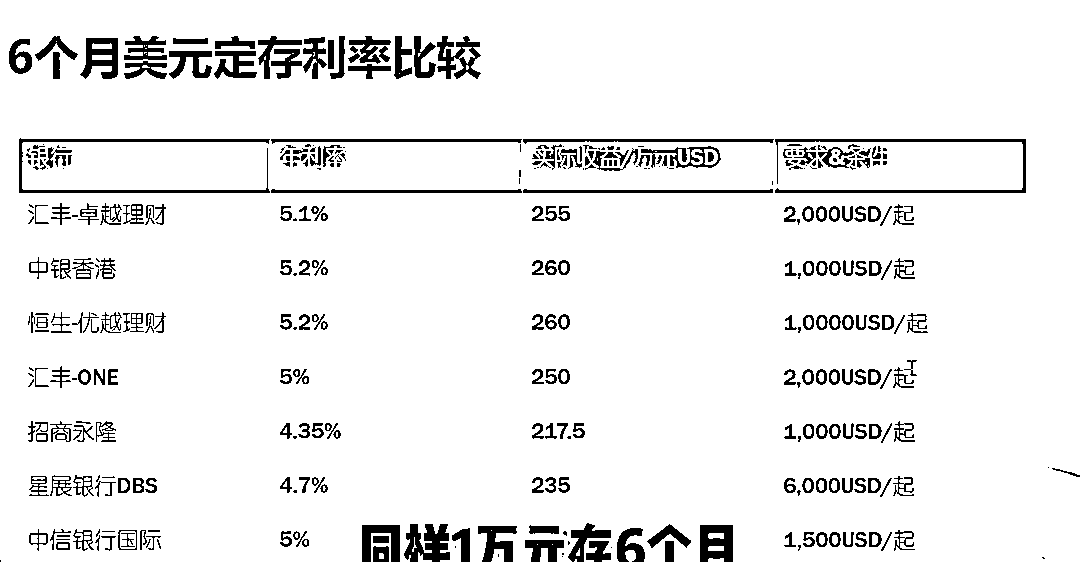 6个月美元定存利率比较
银行 年利率 实际收益/万元USD 要求&条件
汇丰-卓越理财 5.1% 255 2,000USD/起
中银香港 5.2% 260 1,000USD/起
恒生-优越理财 5.2% 260 1,0000USD/起
汇丰-ONE 5% 250 2,000USD/起
招商永隆 4.35% 217.5 1,000USD/起
星展银行DBS 4.7% 235 6,000USD/起
中信银行国际 5% 1,500USD/起
同样1万元存6个月